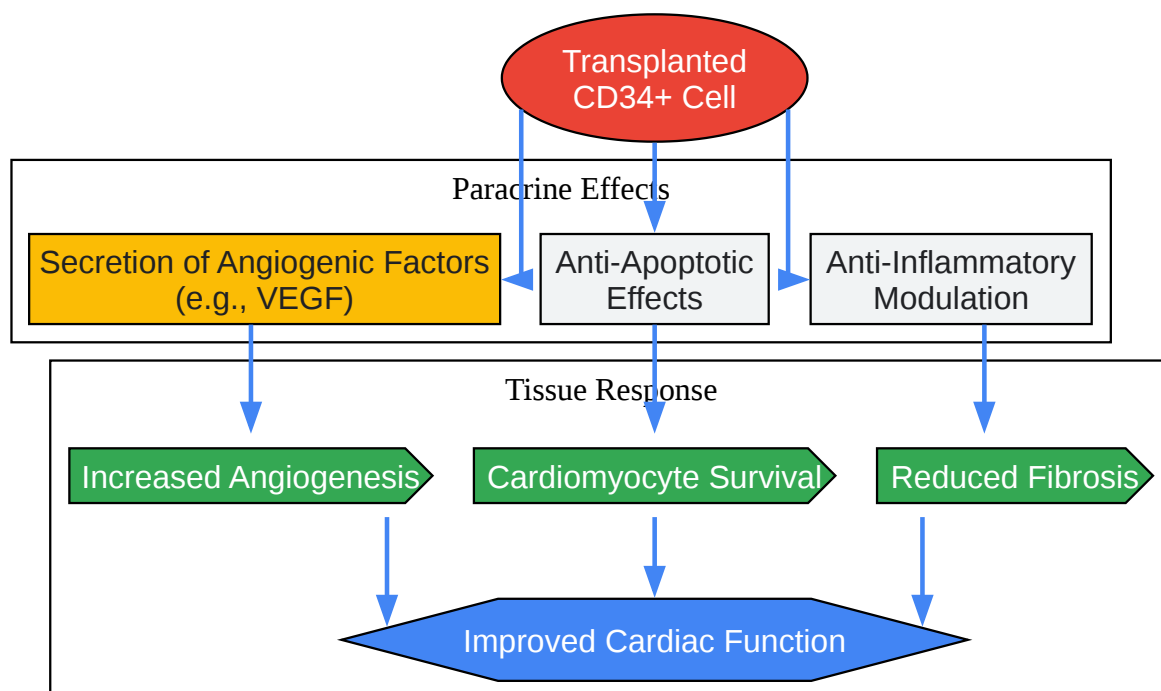 Transplanted
CD34+ Cell
Paracrine Effects
Secretion of Angiogenic Factors
(e.g., VEGF)
Anti-Apoptotic
Effects
Anti-Inflammatory
Modulation
Tissue Response
Increased Angiogenesis
Cardiomyocyte Survival
Reduced Fibrosis
Improved Cardiac Function